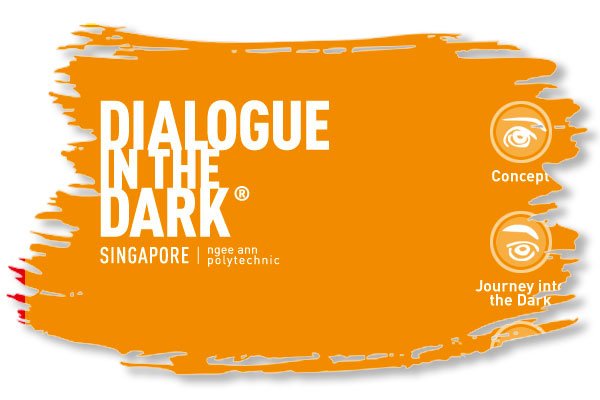 DIALOGUE
IN THE
DARK®
SINGAPORE | ngee ann
polytechnic
Concept
Journey into
the Dark